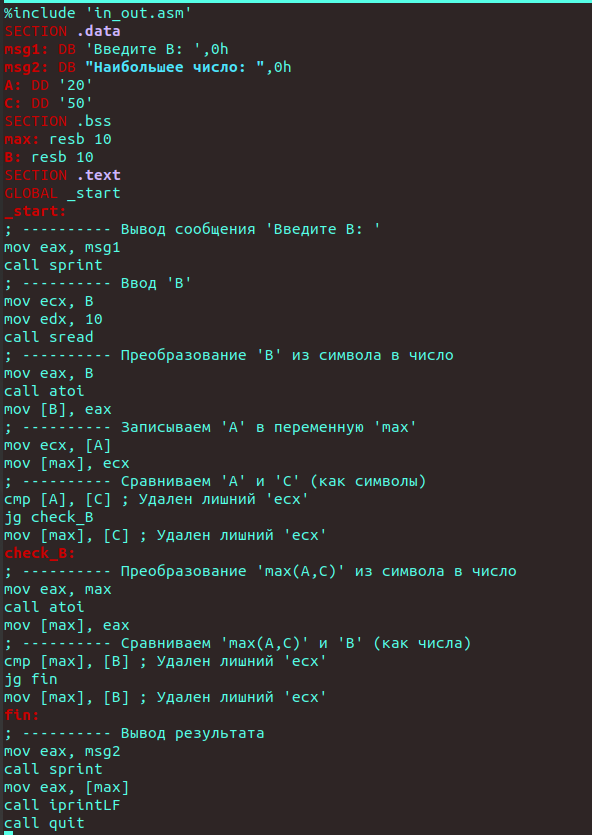 %include 'in_out.asm'
SECTION .data
msg1: DB 'Введите B: ',0h
msg2: DB "Наибольшее число: ",0h
A: DD '20'
C: DD '50'
SECTION .bss
max: resb 10
B: resb 10
SECTION .text
GLOBAL _start
_start:
; ---------- Вывод сообщения 'Введите B: '
mov eax, msg1
call sprint
; ---------- Ввод 'B'
mov ecx, B
mov edx, 10
call sread
; ---------- Преобразование 'B' из символа в число
mov eax, B
call atoi
mov [B], eax
; ---------- Записываем 'A' в переменную 'max'
mov ecx, [A]
mov [max], ecx
; ---------- Сравниваем 'A' и 'C' (как символы)
cmp [A], [C] ; Удален лишний 'ecx'
jg check_B
mov [max], [C] ; Удален лишний 'ecx'
check_B:
; ---------- Преобразование 'max(A,C)' из символа в число
mov eax, max
call atoi
mov [max], eax
; ---------- Сравниваем 'max(A,C)' и 'B' (как числа)
cmp [max], [B] ; Удален лишний 'ecx'
jg fin
mov [max], [B] ; Удален лишний 'ecx'
fin:
; ---------- Вывод результата
mov eax, msg2
call sprint
mov eax, [max]
call iprintLF
call quit